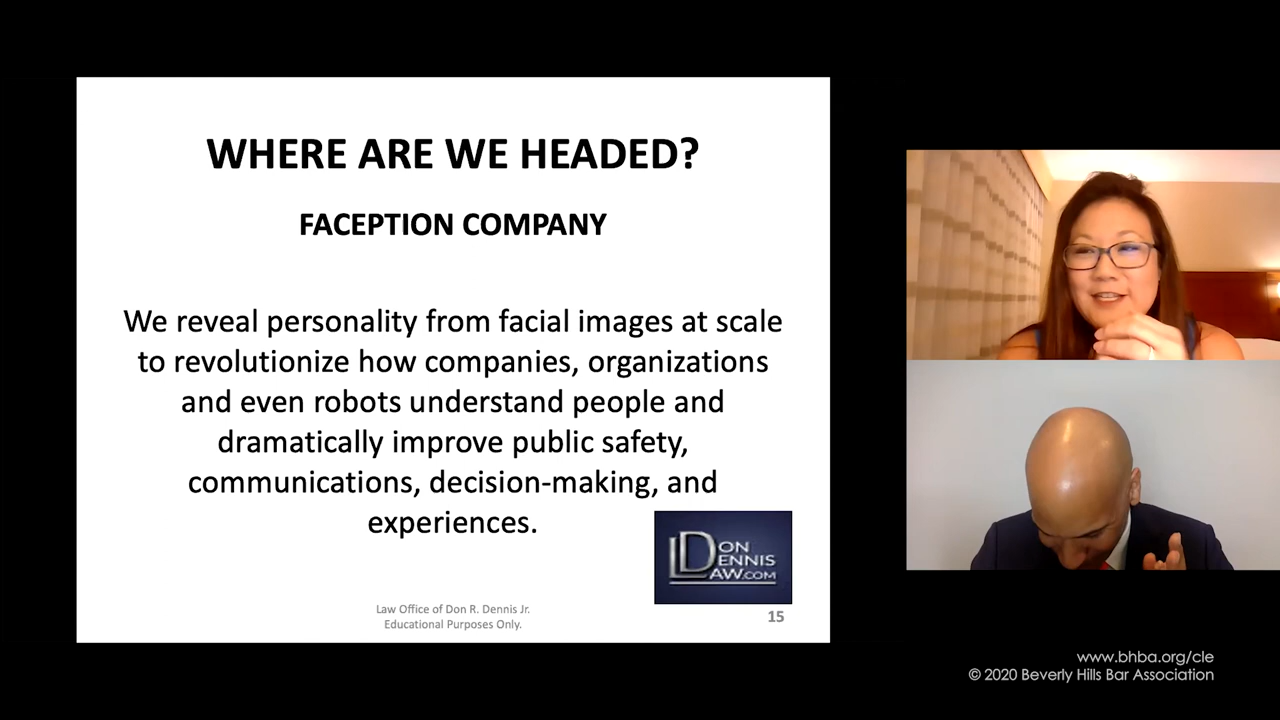 WHERE ARE WE HEADED?
FACEPTION COMPANY
We reveal personality from facial images at scale
to revolutionize how companies, organizations
and even robots understand people and
dramatically improve public safety,
communications, decision-making, and
experiences.
DON
DENNIS
LAW.COM
Law Office of Don R. Dennis Jr.
Educational Purposes Only.
15
www.bhba.org/cle
© 2020 Beverly Hills Bar Association